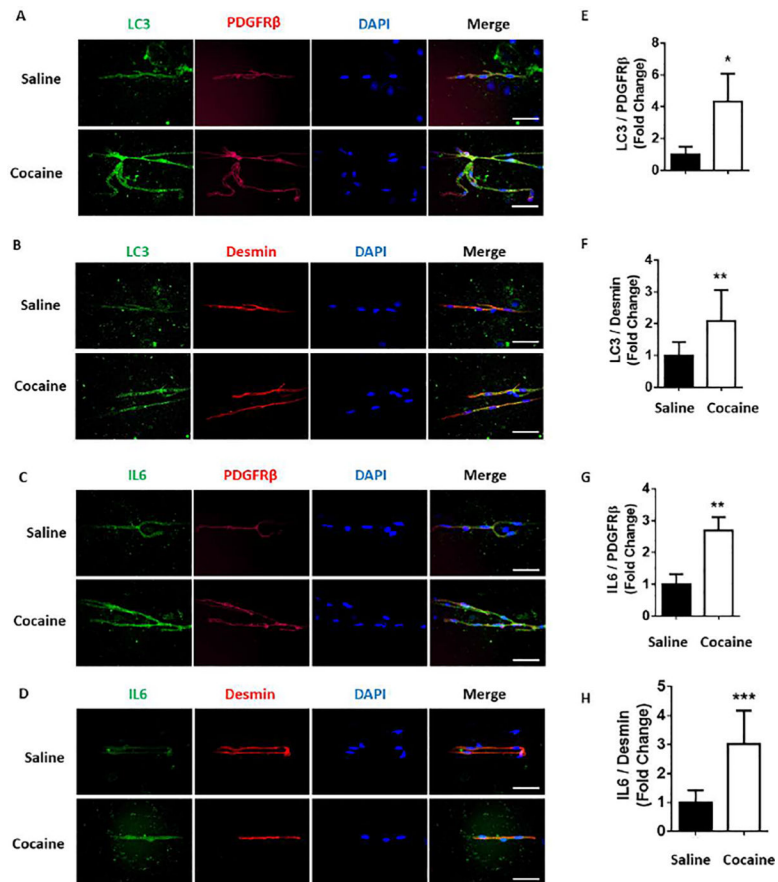 A
LC3 PDGFRβ DAPI Merge
Saline
Cocaine
B
LC3 Desmin DAPI Merge
Saline
Cocaine
C
IL6 PDGFRβ DAPI Merge
Saline
Cocaine
D
IL6 Desmin DAPI Merge
Saline
Cocaine
E
LC3 / PDGFRβ
(Fold Change)
8
6
4
2
0
*
F
LC3 / Desmin
(Fold Change)
4
3
2
1
0
**
Saline Cocaine
G
IL6 / PDGFRβ
(Fold Change)
4
3
2
1
0
**
Saline Cocaine
H
IL6 / Desmin
(Fold Change)
5
4
3
2
1
0
***
Saline Cocaine